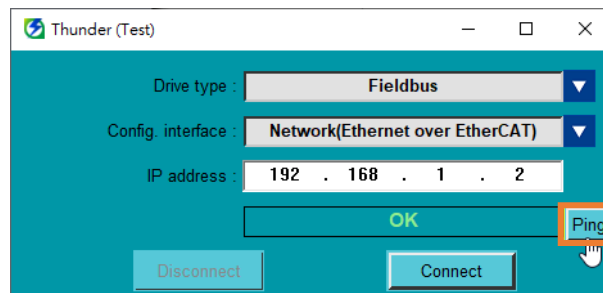 Thunder (Test)
Drive type : Fieldbus
Config. interface : Network(Ethernet over EtherCAT)
IP address : 192 . 168 . 1 . 2
OK Ping
Disconnect Connect